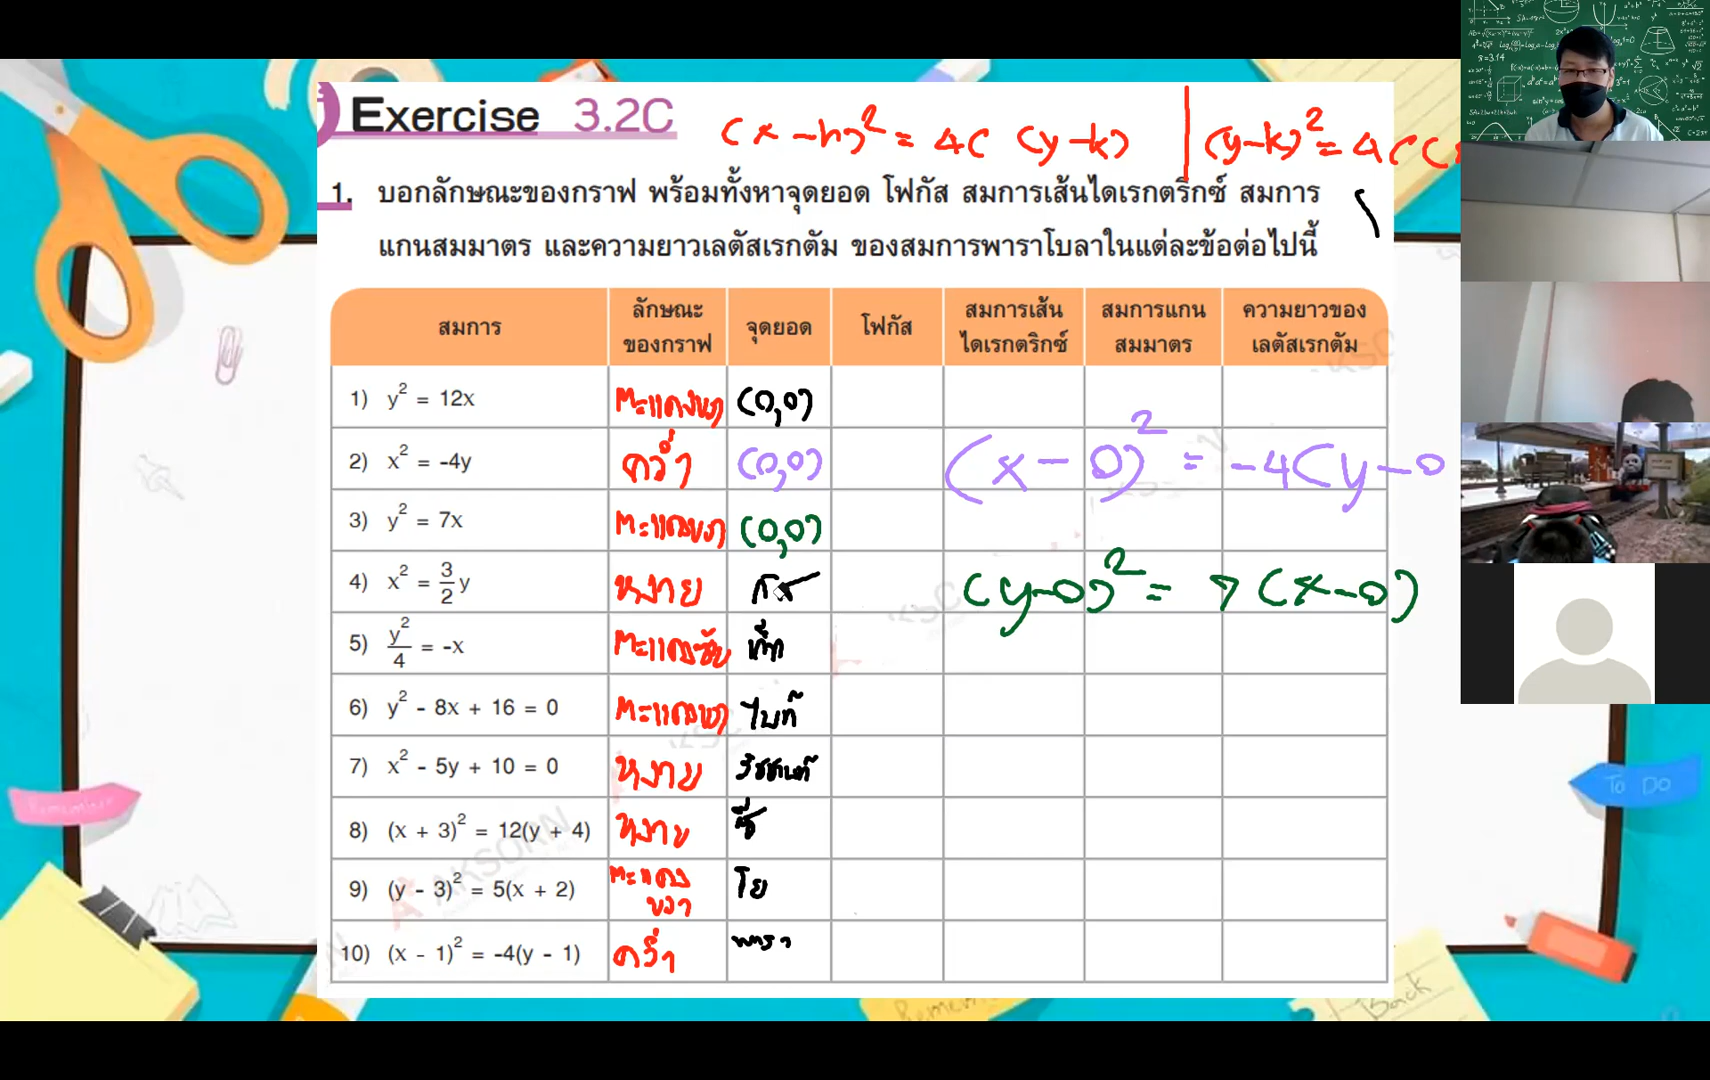 Exercise 3.2C
(x-h)² = 4c (y-k) | (y-k)² = 4c(
1. บอกลักษณะของกราฟ พร้อมทั้งหาจุดยอด โฟกัส สมการเส้นไดเรกตริกซ์ สมการ
แกนสมมาตร และความยาวเลตัสเรกตัม ของสมการพาราโบลาในแต่ละข้อต่อไปนี้
สมการ ลักษณะของกราฟ จุดยอด โฟกัส สมการเส้นไดเรกตริกซ์ สมการแกนสมมาตร ความยาวของเลตัสเรกตัม
1) y² = 12x ตะแคงขวา (0,0)
2) x² = -4y คว่ำ (0,0) (x-0)² = -4(y-0
3) y² = 7x ตะแคงขวา (0,0)
4) x² = 3/2 y หงาย (y-0)² = 7(x-0)
5) y²/4 = -x ตะแคงซ้าย
6) y² - 8x + 16 = 0 ตะแคงขวา ไบท์
7) x² - 5y + 10 = 0 หงาย
8) (x + 3)² = 12(y + 4) หงาย
9) (y - 3)² = 5(x + 2) ตะแคงขวา โย
10) (x - 1)² = -4(y - 1) คว่ำ
AKSORN
To Do
Back